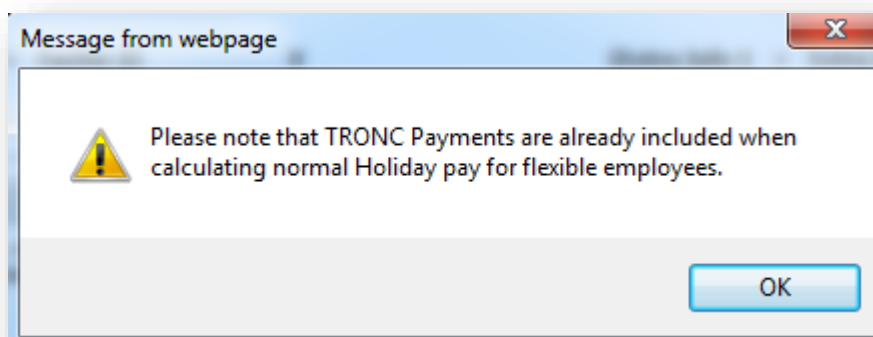 Message from webpage
Please note that TRONC Payments are already included when
calculating normal Holiday pay for flexible employees.
OK